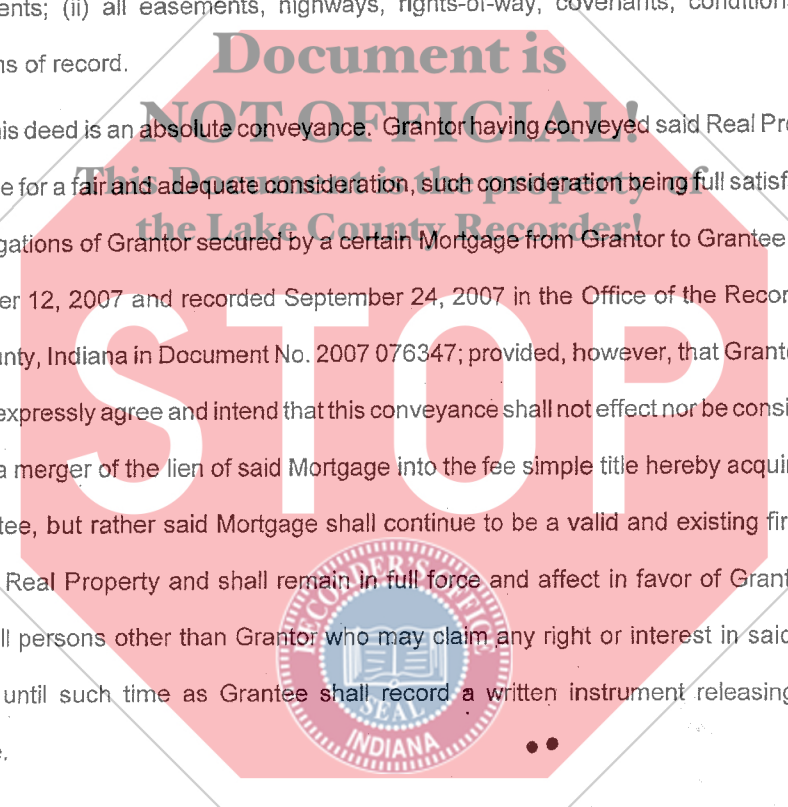 ents; (ii) all easements, highways, rights-of-way, covenants, condition
ns of record.
Document is
NOT OFFICIAL!
This Document is the property of
the Lake County Recorder!
is deed is an absolute conveyance. Grantor having conveyed said Real Pro
e for a fair and adequate consideration, such consideration being full satisf
gations of Grantor secured by a certain Mortgage from Grantor to Grantee
er 12, 2007 and recorded September 24, 2007 in the Office of the Recor
unty, Indiana in Document No. 2007 076347; provided, however, that Grant
expressly agree and intend that this conveyance shall not effect nor be consi
a merger of the lien of said Mortgage into the fee simple title hereby acqui
tee, but rather said Mortgage shall continue to be a valid and existing fir
Real Property and shall remain in full force and affect in favor of Grant
ll persons other than Grantor who may claim any right or interest in said
until such time as Grantee shall record a written instrument releasing
e.
STOP
RECORDER'S OFFICE
SEAL
INDIANA